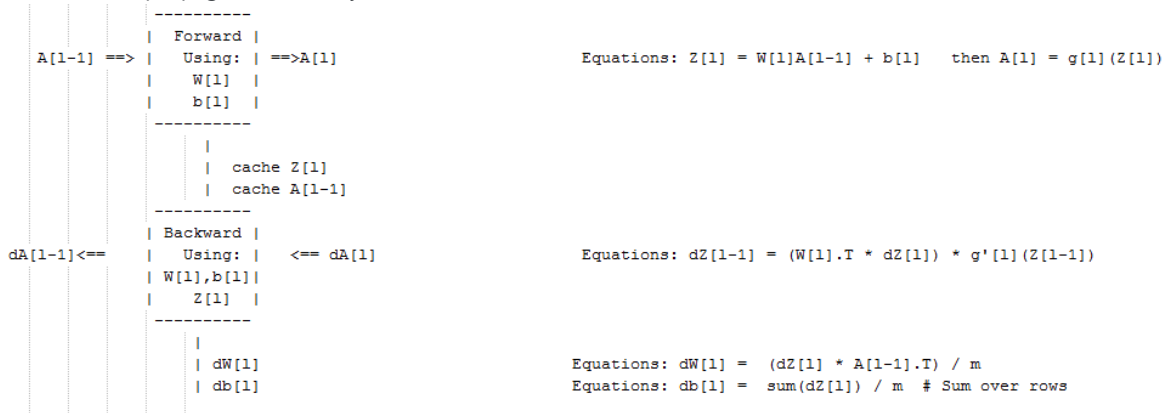 ----------
| Forward |
A[l-1] ==> | Using: | ==>A[l] Equations: Z[l] = W[l]A[l-1] + b[l] then A[l] = g[l](Z[l])
| W[l] |
| b[l] |
----------
|
| cache Z[l]
| cache A[l-1]
----------
| Backward |
dA[l-1]<== | Using: | <== dA[l] Equations: dZ[l-1] = (W[l].T * dZ[l]) * g'[l](Z[l-1])
| W[l],b[l]|
| Z[l] |
----------
|
| dW[l] Equations: dW[l] = (dZ[l] * A[l-1].T) / m
| db[l] Equations: db[l] = sum(dZ[l]) / m # Sum over rows